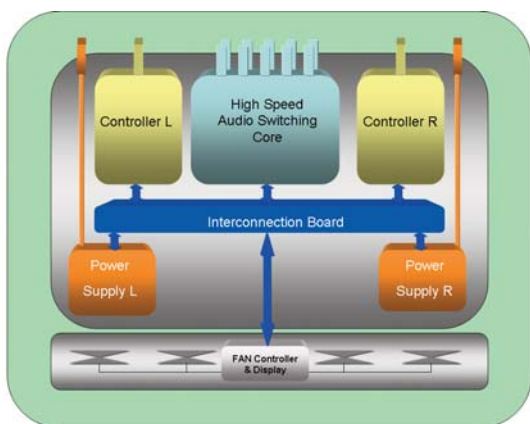 High Speed
Audio Switching
Core
Controller L
Controller R
Interconnection Board
Power
Supply L
Power
Supply R
FAN Controller
& Display